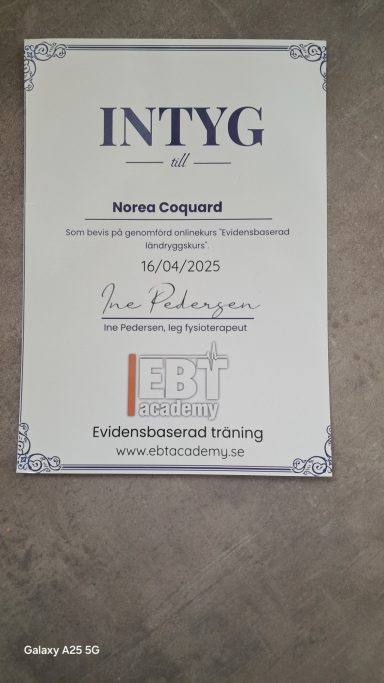 INTYG
till
Norea Coquard
Som bevis på genomförd onlinekurs "Evidensbaserad
ländryggskurs".
16/04/2025
Ine Pedersen
Ine Pedersen, leg fysioterapeut
EBT
academy
Evidensbaserad träning
www.ebtacademy.se
Galaxy A25 5G